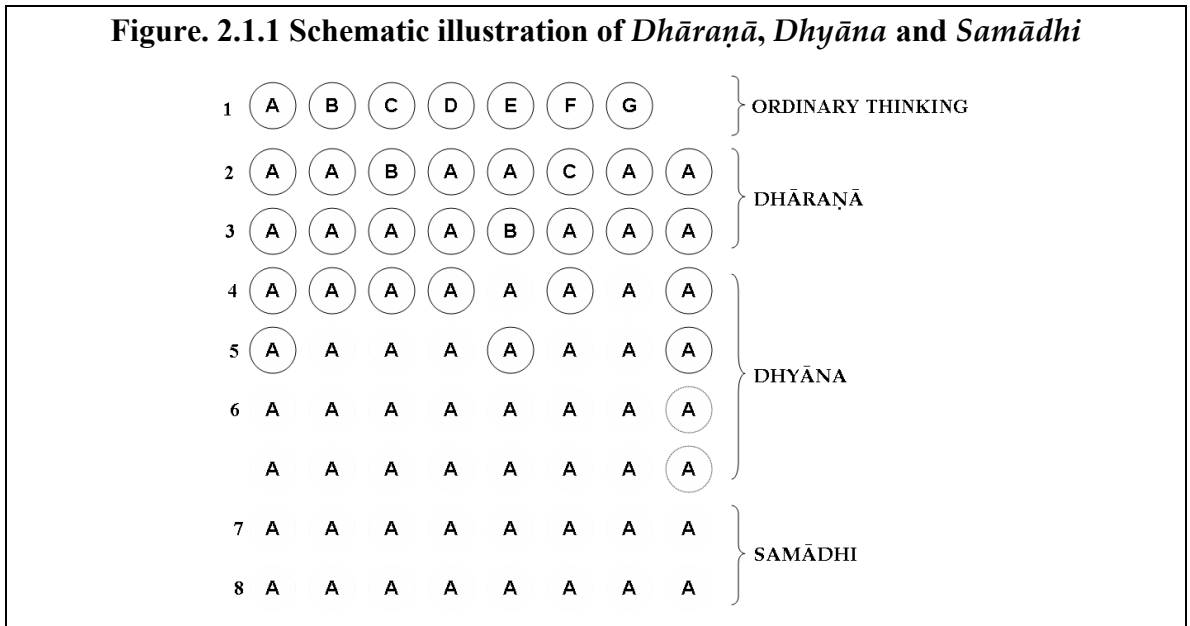 Figure. 2.1.1 Schematic illustration of Dhāraṇā, Dhyāna and Samādhi
1 A B C D E F G ORDINARY THINKING
2 A A B A A C A A
DHĀRAṆĀ
3 A A A A B A A A
4 A A A A A A A A
5 A A A A A A A A
DHYĀNA
6 A A A A A A A A
A A A A A A A A
7 A A A A A A A A
SAMĀDHI
8 A A A A A A A A